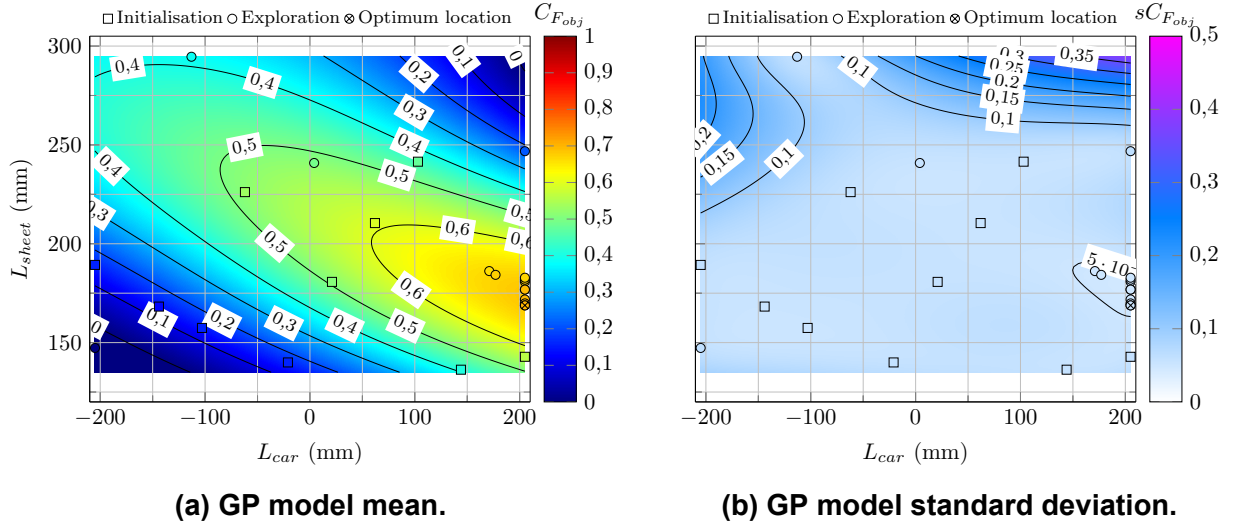 Initialisation Exploration Optimum location
C_{F_{obj}}
300
250
200
150
L_{sheet} (mm)
−200 −100 0 100 200
L_{car} (mm)
0,4 0,4 0,2 0,1
0,3
0,4
0,5 0,5
0,4
0,5
0,3
0,6 0,6
0,5
0,6
0 0,1 0,2 0,3 0,4 0,5
1
0,9
0,8
0,7
0,6
0,5
0,4
0,3
0,2
0,1
0
(a) GP model mean.
Initialisation Exploration Optimum location
sC_{F_{obj}}
−200 −100 0 100 200
L_{car} (mm)
0,1 0,3 0,35
0,25
0,2
0,15
0,1
0,2
0,15 0,1
5 · 10
0,5
0,4
0,3
0,2
0,1
0
(b) GP model standard deviation.